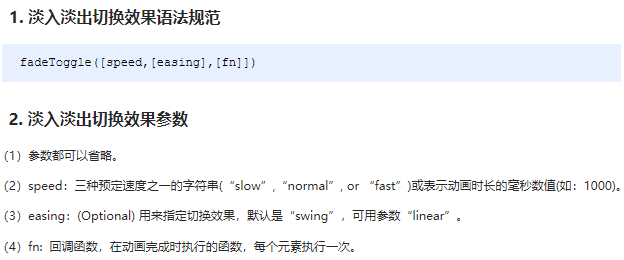 1. 淡入淡出切换效果语法规范
fadeToggle([speed,[easing],[fn]])
2. 淡入淡出切换效果参数
（1）参数都可以省略。
（2）speed：三种预定速度之一的字符串(“slow”,“normal”, or “fast”)或表示动画时长的毫秒数值(如：1000)。
（3）easing：(Optional) 用来指定切换效果，默认是“swing”，可用参数“linear”。
（4）fn: 回调函数，在动画完成时执行的函数，每个元素执行一次。